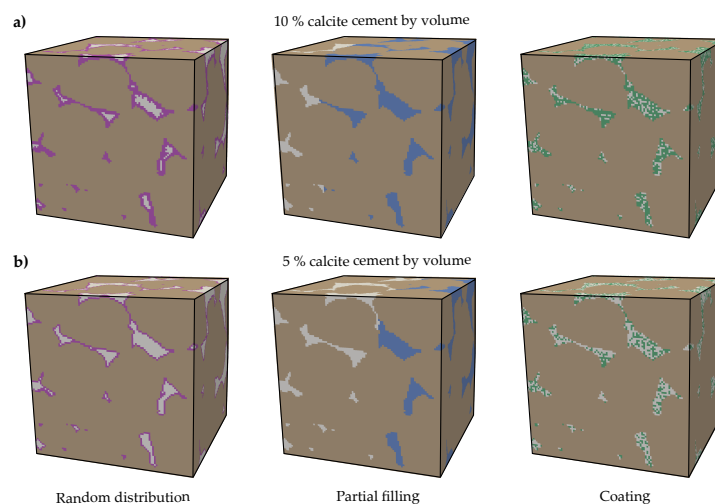 a)
10 % calcite cement by volume
b)
5 % calcite cement by volume
Random distribution
Partial filling
Coating